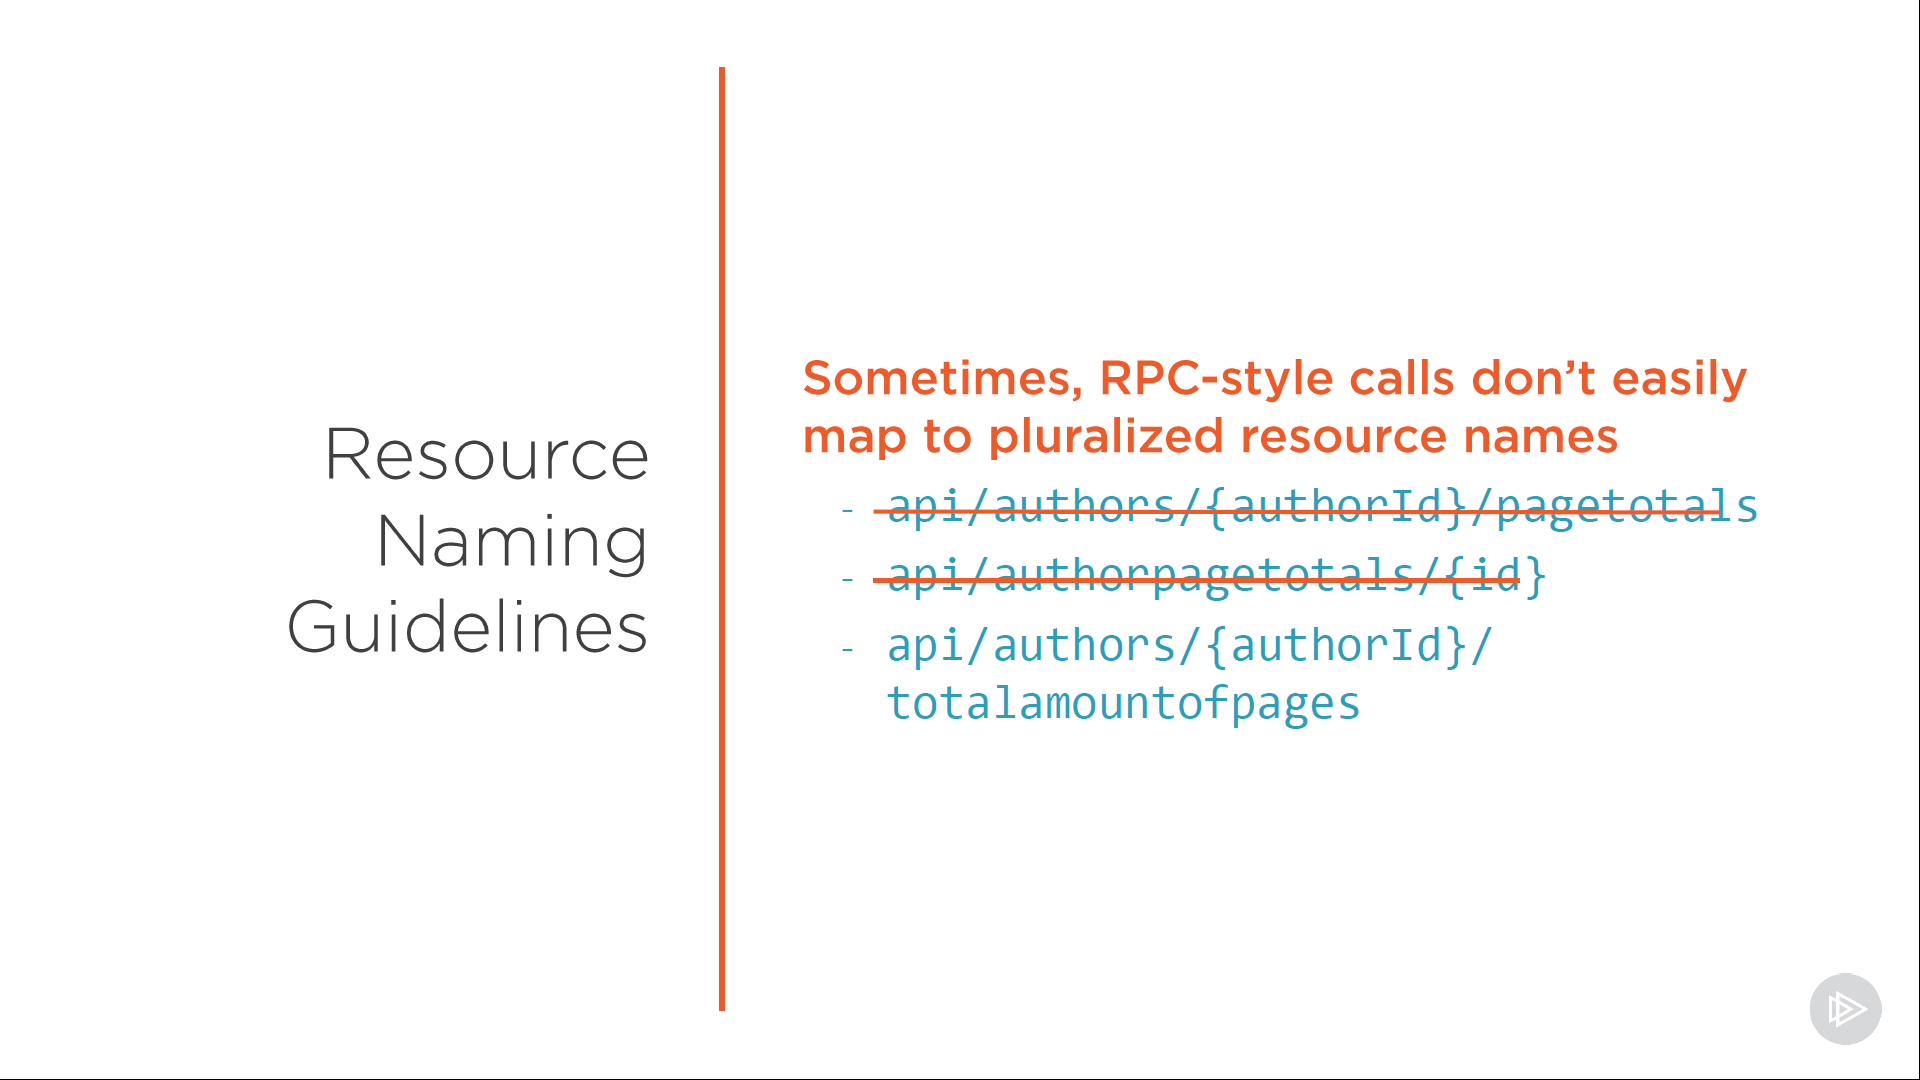 Resource
Naming
Guidelines
Sometimes, RPC-style calls don’t easily
map to pluralized resource names
- api/authors/{authorId}/pagetotals
- api/authorpagetotals/{id}
- api/authors/{authorId}/
totalamountofpages